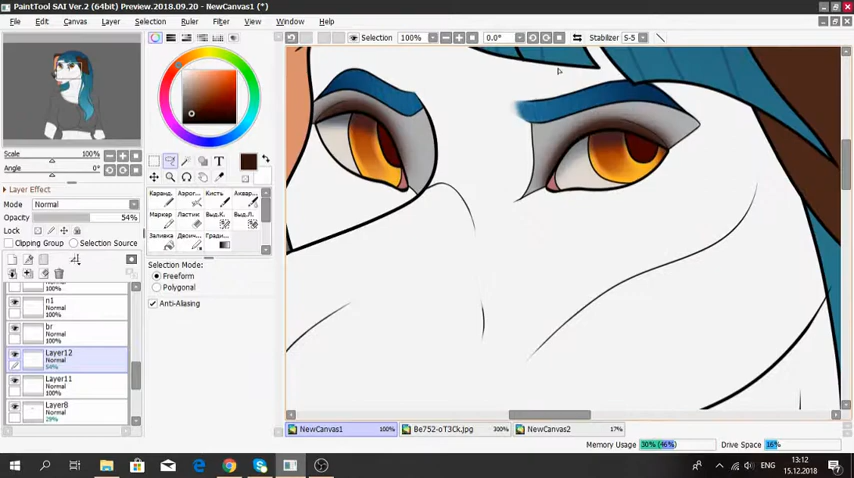 PaintTool SAI Ver.2 (64bit) Preview.2018.09.20 - NewCanvas1 (*)
File Edit Canvas Layer Selection Ruler Filter View Window Help
Selection 100% 0.0° Stabilizer S-5
Scale 100%
Angle 0°
Layer Effect
Mode Normal
Opacity 54%
Lock
Clipping Group Selection Source
T
Каранд. Аэрог... Кисть Аквар...
Маркер Ластик Выд.К. Выд.Л.
Заливка Двоич... Гради...
Selection Mode:
Freeform
Polygonal
Anti-Aliasing
100%
n1
Normal
100%
br
Normal
100%
Layer12
Normal
54%
Layer11
Normal
100%
Layer8
Normal
29%
NewCanvas1 100% Be752-oT3Ck.jpg 300% NewCanvas2 17%
Memory Usage 30% (46%) Drive Space 16%
ENG 13:12
15.12.2018